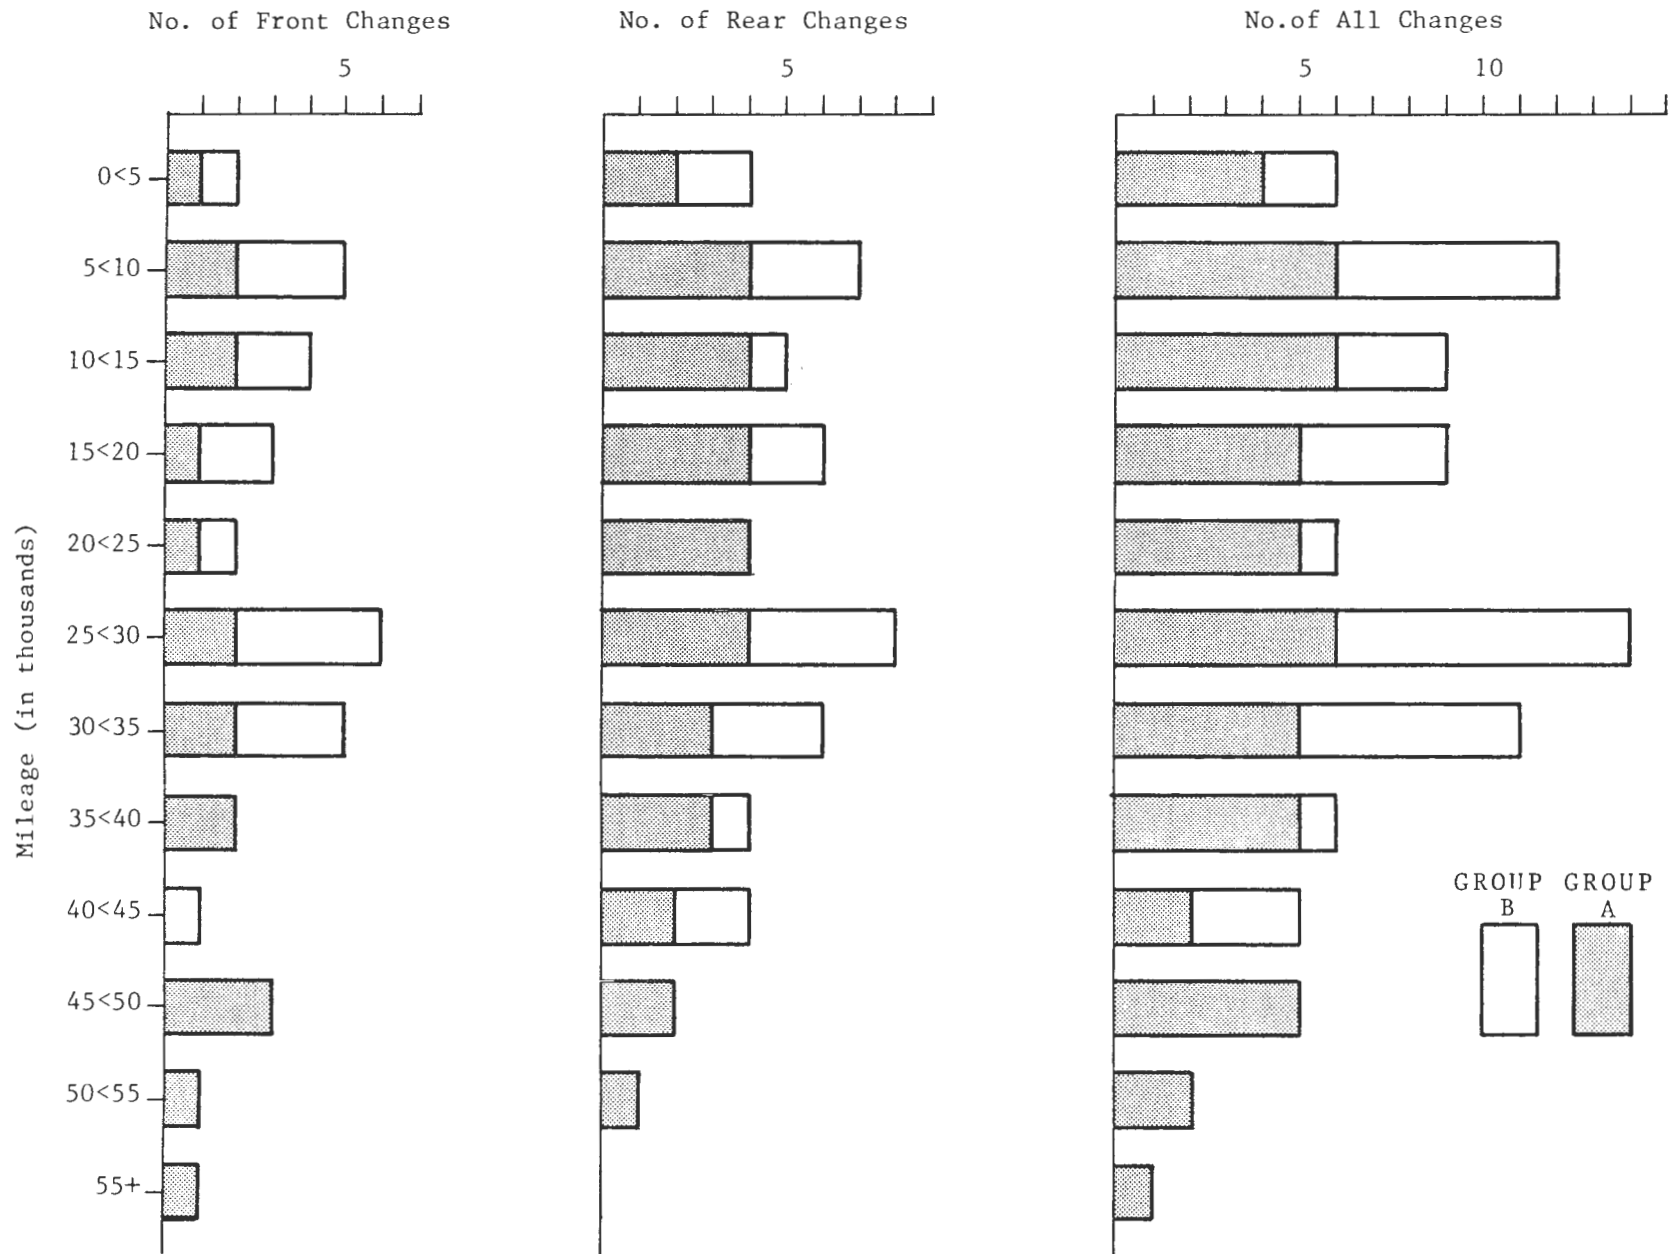 No. of Front Changes
No. of Rear Changes
No.of All Changes
5
5
5 10
0<5
5<10
10<15
15<20
20<25
25<30
30<35
35<40
40<45
45<50
50<55
55+
Mileage (in thousands)
GROUP GROUP
B A